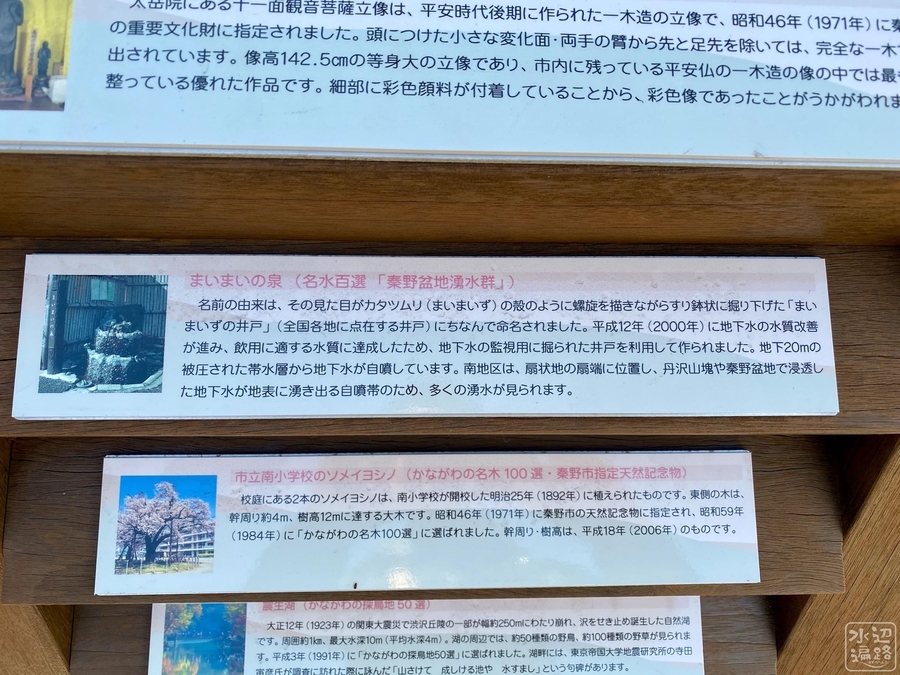 太岳院にある十一面観音菩薩立像は、平安時代後期に作られた一木造の立像で、昭和46年（1971年）に秦
の重要文化財に指定されました。頭につけた小さな変化面・両手の臂から先と足先を除いては、完全な一木
出されています。像高142.5cmの等身大の立像であり、市内に残っている平安仏の一木造の像の中では最
整っている優れた作品です。細部に彩色顔料が付着していることから、彩色像であったことがうかがわれま
まいまいの泉（名水百選「秦野盆地湧水群」）
名前の由来は、その見た目がカタツムリ（まいまいず）の殻のように螺旋を描きながらすり鉢状に掘り下げた「まい
まいずの井戸」（全国各地に点在する井戸）にちなんで命名されました。平成12年（2000年）に地下水の水質改善
が進み、飲用に適する水質に達成したため、地下水の監視用に掘られた井戸を利用して作られました。地下20mの
被圧された帯水層から地下水が自噴しています。南地区は、扇状地の扇端に位置し、丹沢山塊や秦野盆地で浸透し
た地下水が地表に湧き出る自噴帯のため、多くの湧水が見られます。
市立南小学校のソメイヨシノ（かながわの名木100選・秦野市指定天然記念物）
校庭にある2本のソメイヨシノは、南小学校が開校した明治25年（1892年）に植えられたものです。東側の木は、
幹周り約4m、樹高12mに達する大木です。昭和46年（1971年）に秦野市の天然記念物に指定され、昭和59年
（1984年）に「かながわの名木100選」に選ばれました。幹周り・樹高は、平成18年（2006年）のものです。
震生湖（かながわの探鳥地50選）
大正12年（1923年）の関東大震災で渋沢丘陵の一部が幅約250mにわたり崩れ、沢をせき止め誕生した自然湖
です。周囲約1km、最大水深10m（平均水深4m）。湖の周辺では、約50種類の野鳥、約100種類の野草が見られま
す。平成3年（1991年）に「かながわの探鳥地50選」に選ばれました。湖畔には、東京帝国大学地震研究所の寺田
寅彦氏が調査に訪れた際に詠んだ「山さけて　成しける池や　水すまし」という句碑があります。
水辺遍路